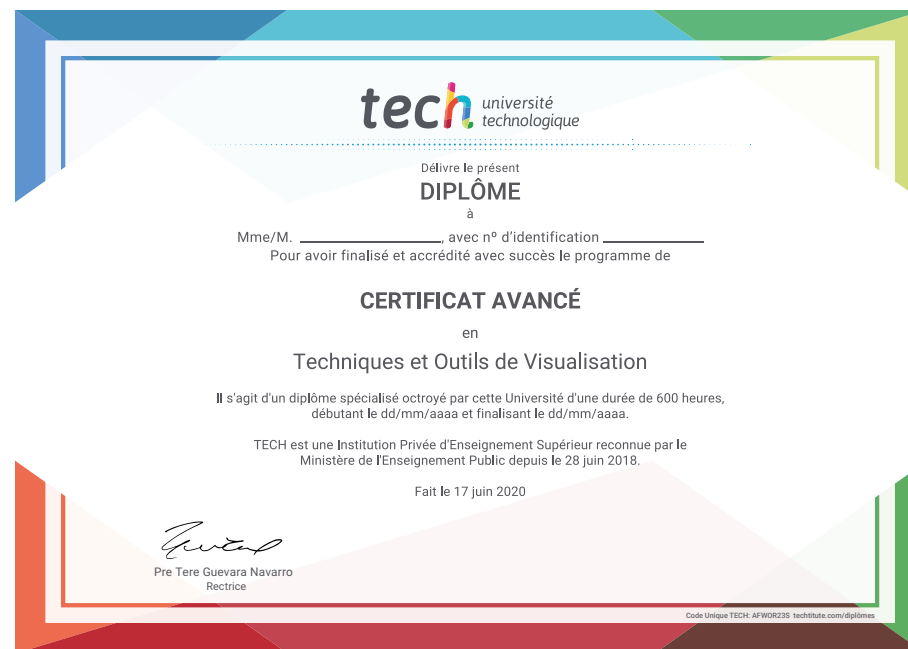 tech université
technologique
Délivre le présent
DIPLÔME
à
Mme/M. ____________________, avec nº d'identification ______________
Pour avoir finalisé et accrédité avec succès le programme de
CERTIFICAT AVANCÉ
en
Techniques et Outils de Visualisation
Il s'agit d'un diplôme spécialisé octroyé par cette Université d'une durée de 600 heures,
débutant le dd/mm/aaaa et finalisant le dd/mm/aaaa.
TECH est une Institution Privée d'Enseignement Supérieur reconnue par le
Ministère de l'Enseignement Public depuis le 28 juin 2018.
Fait le 17 juin 2020
Pre Tere Guevara Navarro
Rectrice
Code Unique TECH: AFWOR23S techtitute.com/diplômes